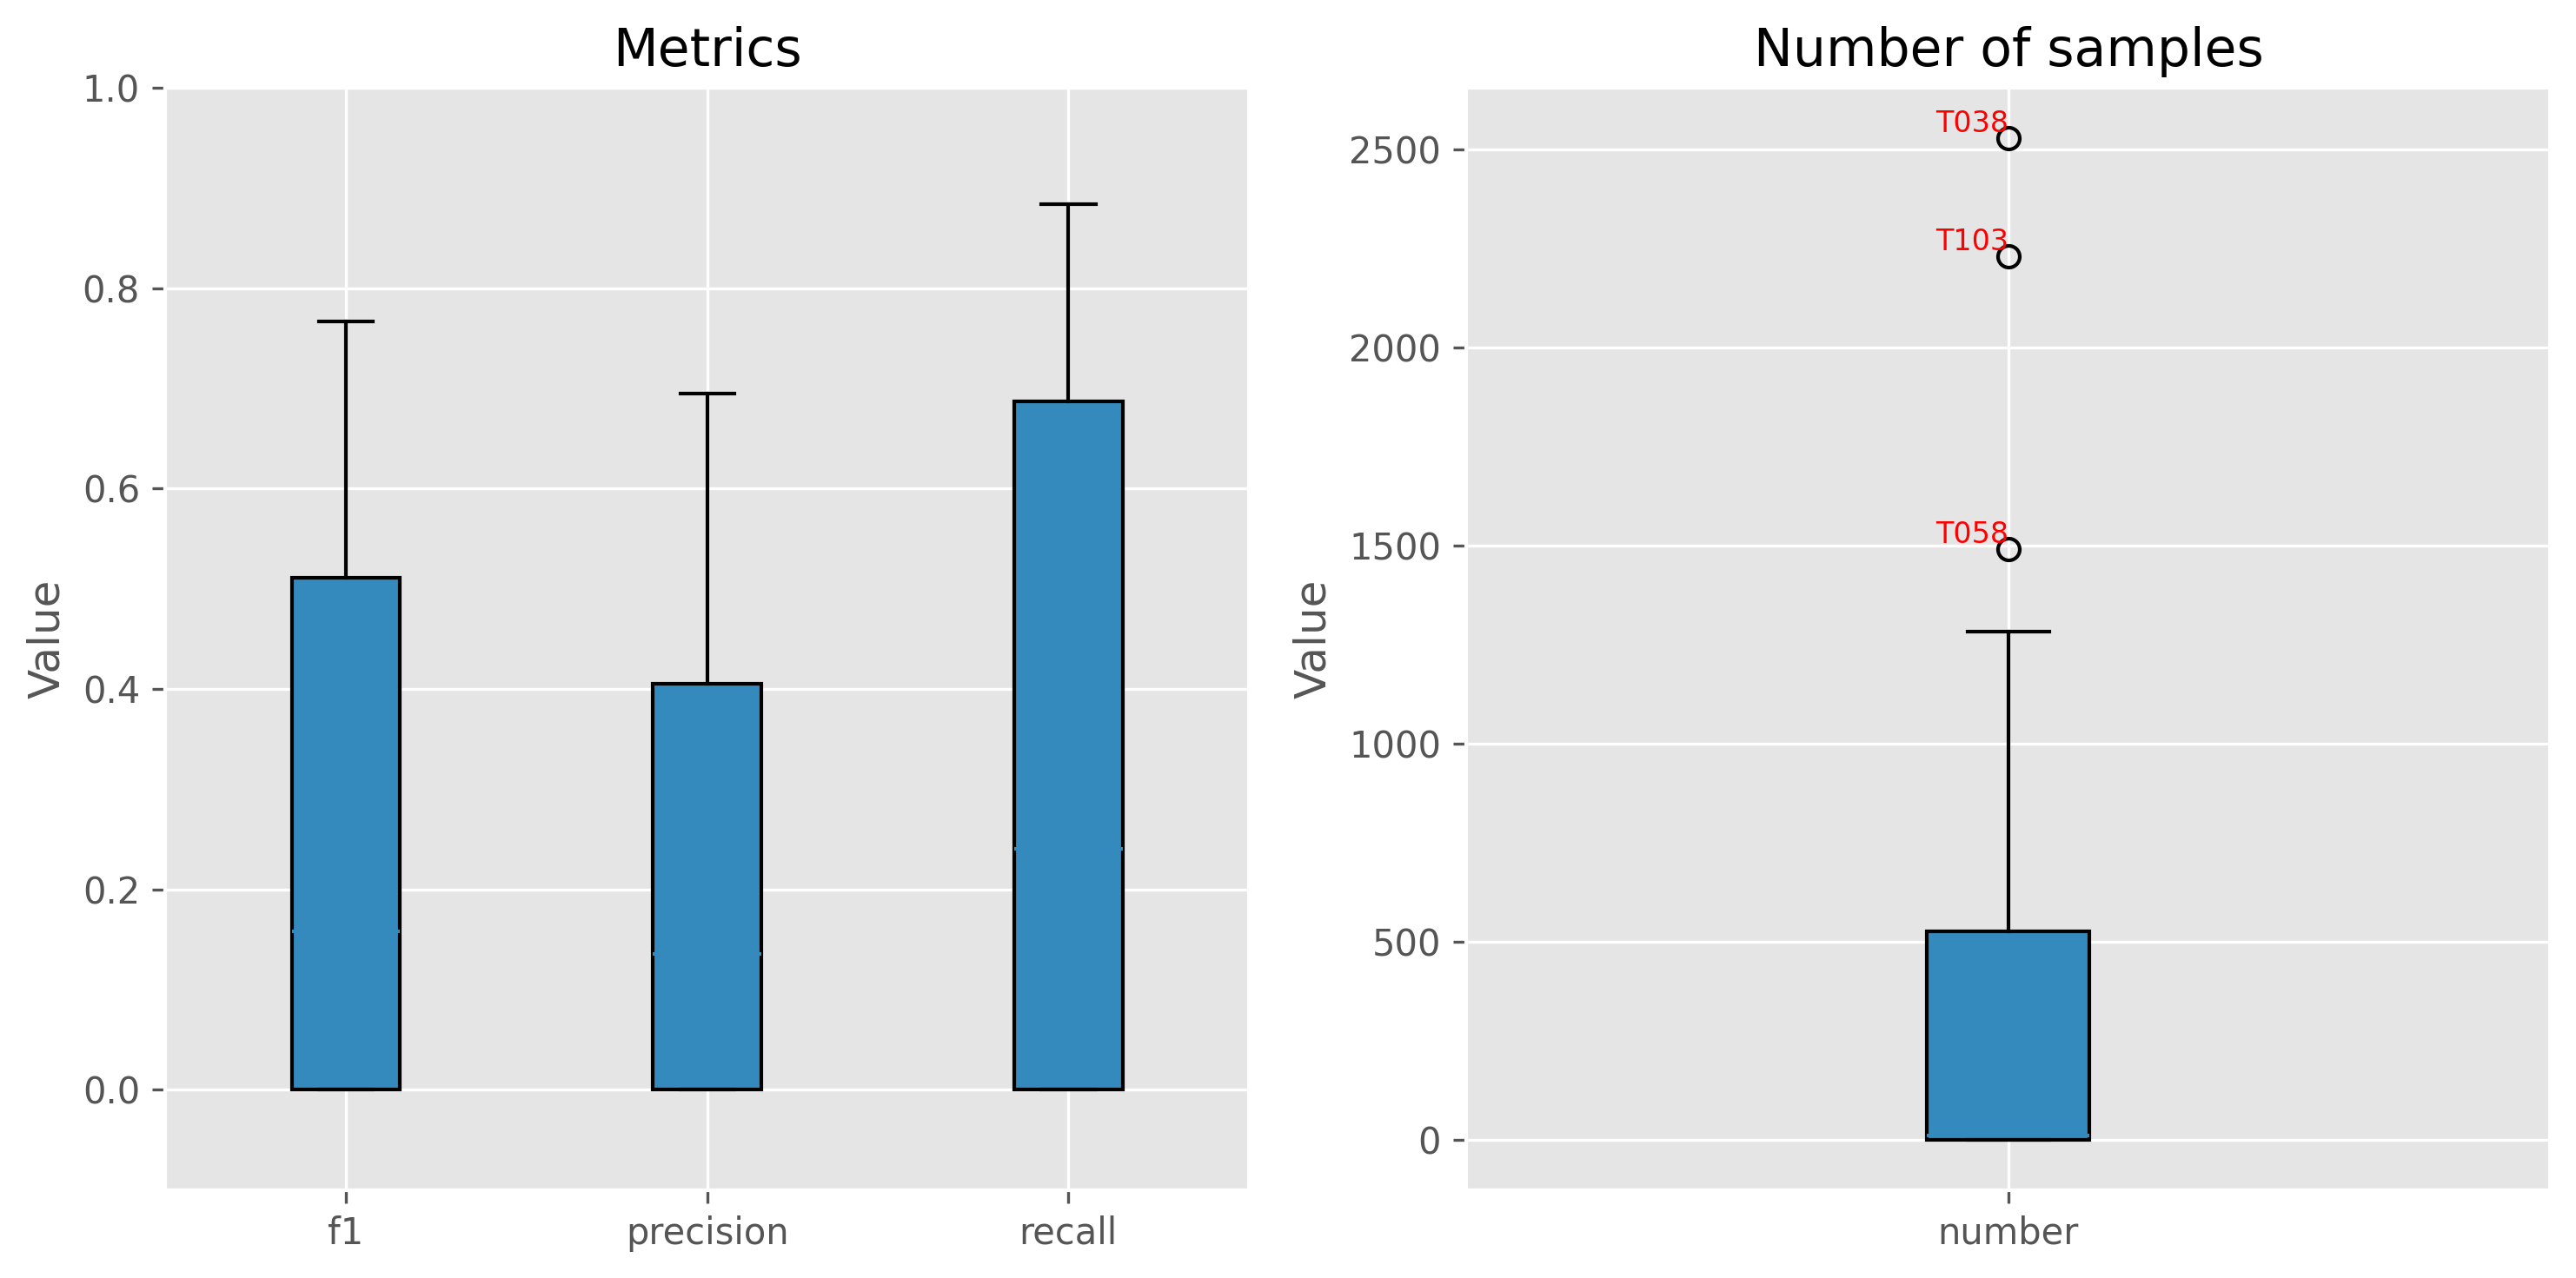 Metrics
1.0
0.8
0.6
0.4
0.2
0.0
Value
f1 precision recall
Number of samples
2500
2000
1500
1000
500
0
Value
T038
T103
T058
number